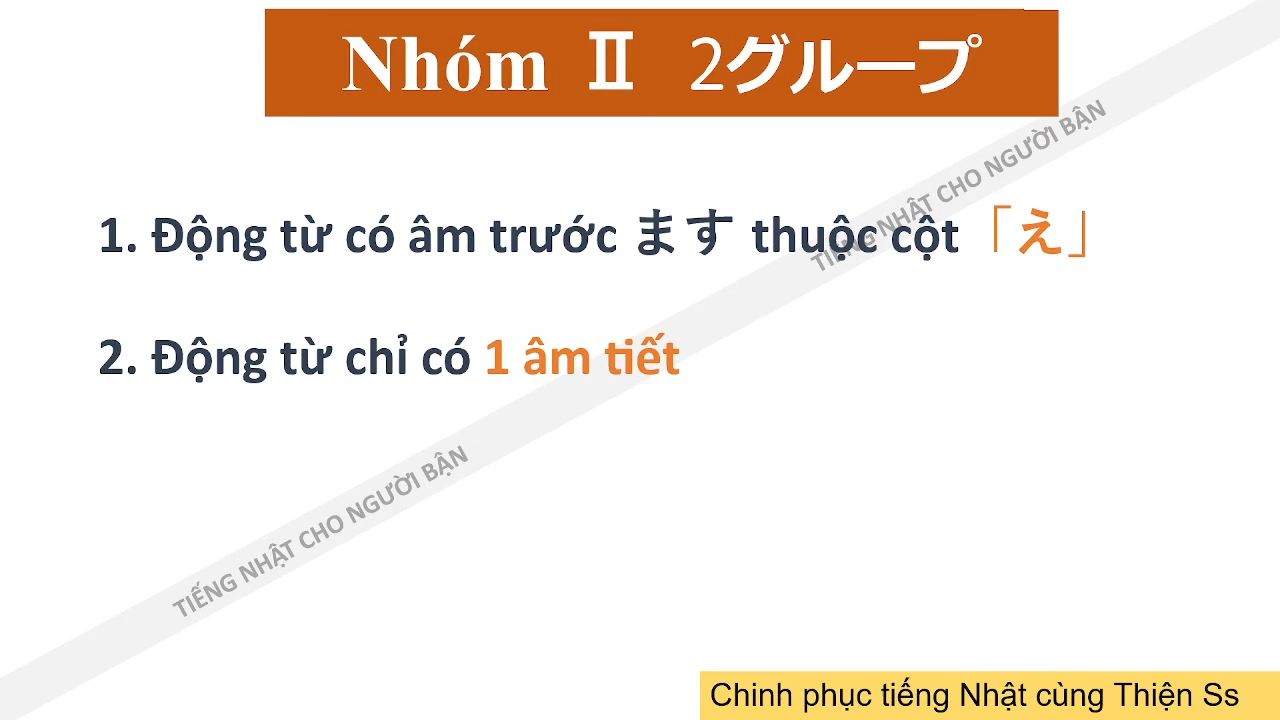 Nhóm Ⅱ 2グループ
TIẾNG NHẬT CHO NGƯỜI BẬN
1. Động từ có âm trước ます thuộc cột「え」
2. Động từ chỉ có 1 âm tiết
TIẾNG NHẬT CHO NGƯỜI BẬN
Chinh phục tiếng Nhật cùng Thiện Ss